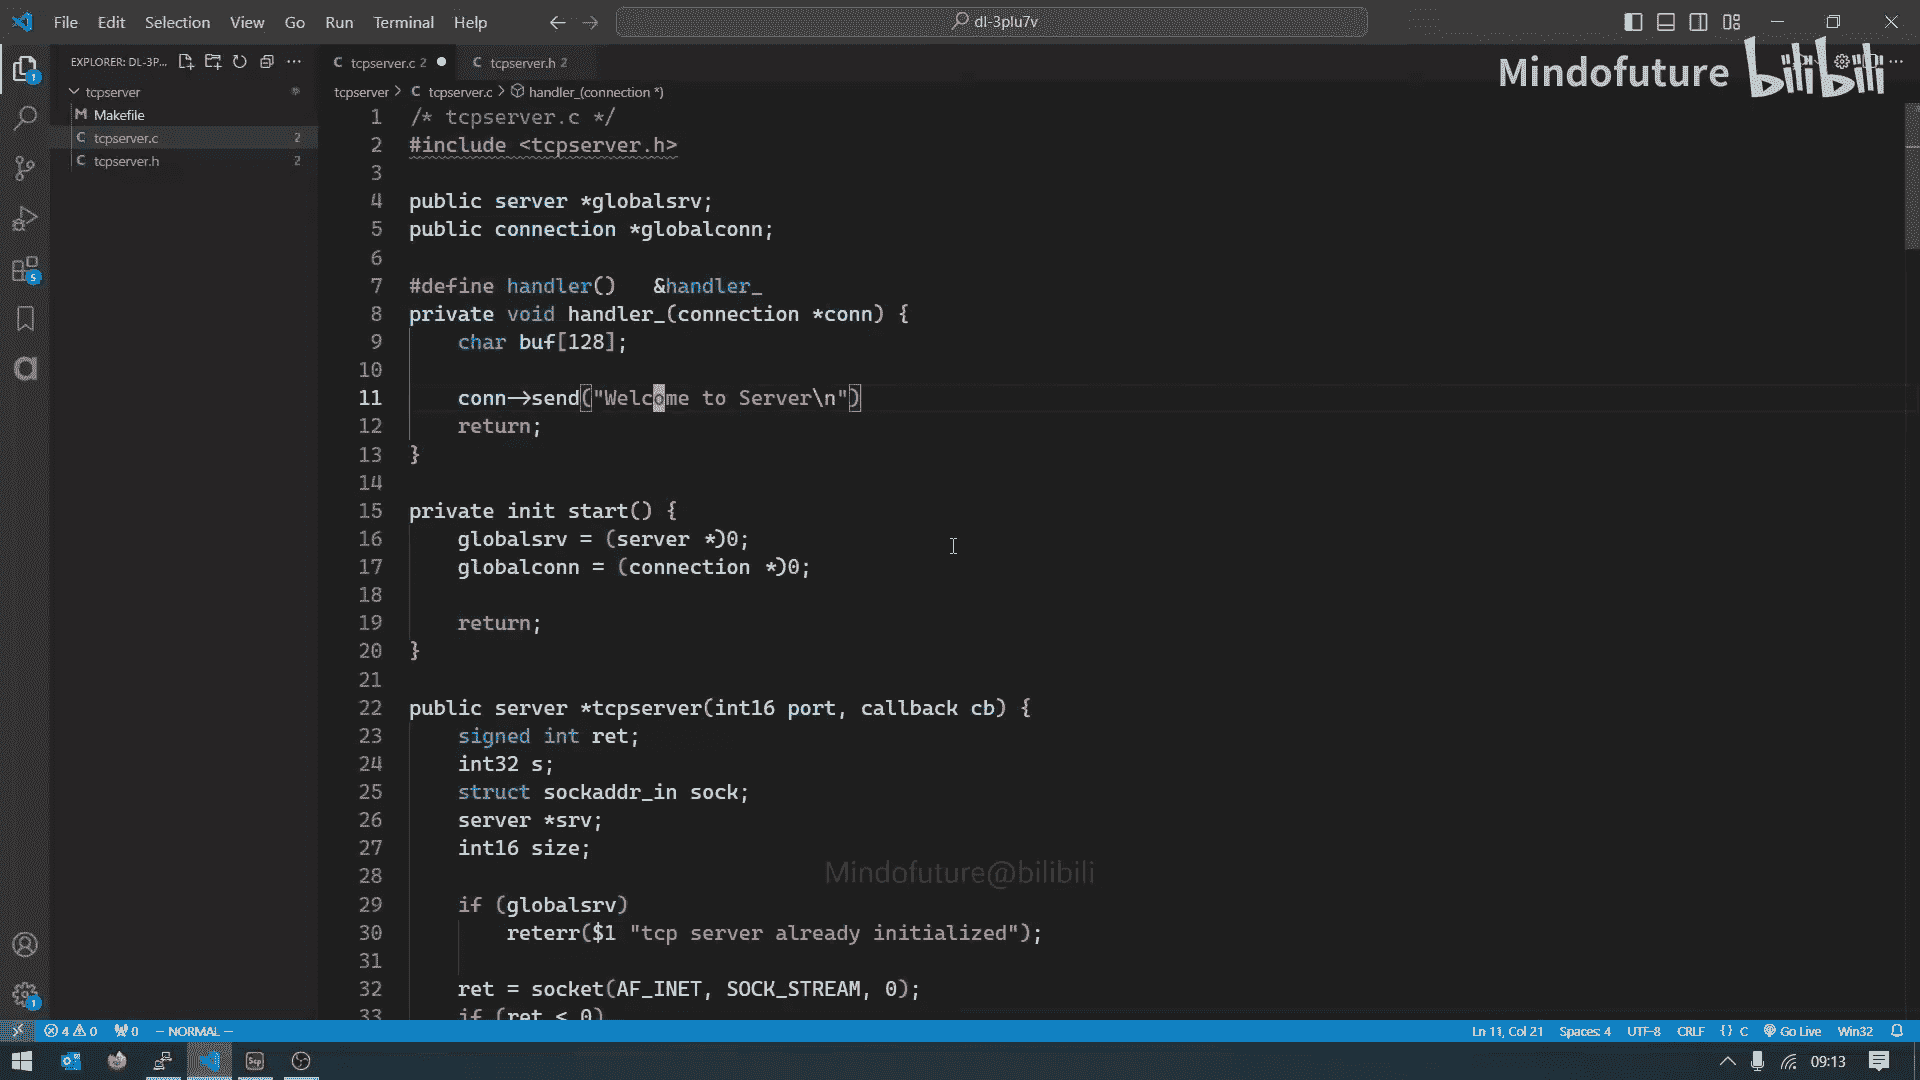 File Edit Selection View Go Run Terminal Help
dl-3plu7v
EXPLORER: DL-3P...
tcpserver
Makefile
tcpserver.c 2
tcpserver.h 2
tcpserver.c 2
tcpserver.h 2
Mindofuture bilibili
tcpserver > C tcpserver.c > handler_(connection *)
1 /* tcpserver.c */
2 #include <tcpserver.h>
3
4 public server *globalsrv;
5 public connection *globalconn;
6
7 #define handler()   &handler_
8 private void handler_(connection *conn) {
9     char buf[128];
10
11     conn->send("Welcome to Server\n")
12     return;
13 }
14
15 private init start() {
16     globalsrv = (server *)0;
17     globalconn = (connection *)0;
18
19     return;
20 }
21
22 public server *tcpserver(int16 port, callback cb) {
23     signed int ret;
24     int32 s;
25     struct sockaddr_in sock;
26     server *srv;
27     int16 size;
28
Mindofuture@bilibili
29     if (globalsrv)
30         reterr($1 "tcp server already initialized");
31
32     ret = socket(AF_INET, SOCK_STREAM, 0);
33     if (ret < 0)
4 0 0 -- NORMAL -- Ln 11, Col 21 Spaces: 4 UTF-8 CRLF {} C Go Live Win32
09:13